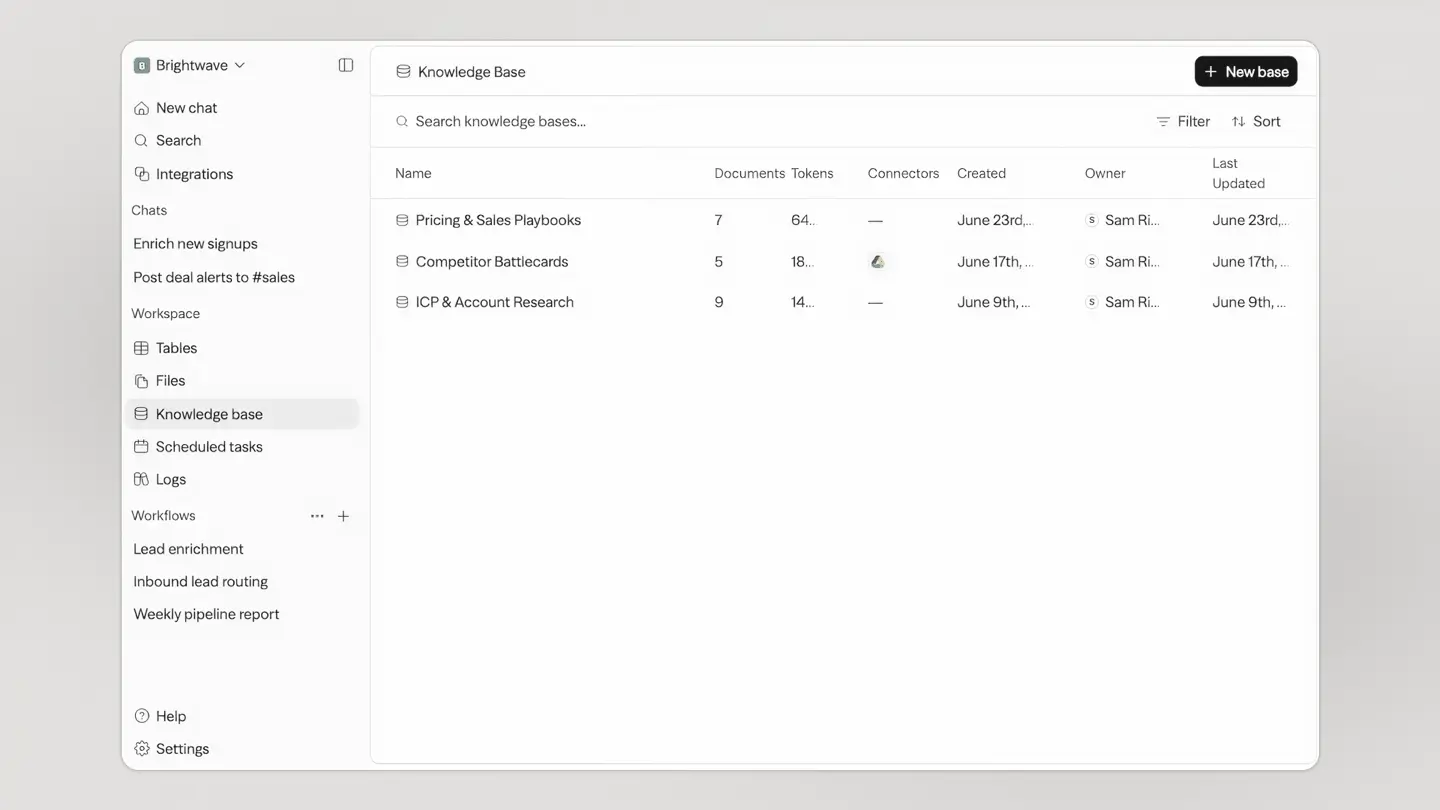 B Brightwave
New chat
Search
Integrations
Chats
Enrich new signups
Post deal alerts to #sales
Workspace
Tables
Files
Knowledge base
Scheduled tasks
Logs
Workflows
Lead enrichment
Inbound lead routing
Weekly pipeline report
Help
Settings
Knowledge Base
+ New base
Search knowledge bases...
Filter Sort
Name Documents Tokens Connectors Created Owner Last Updated
Pricing & Sales Playbooks 7 64... — June 23rd,... S Sam Ri... June 23rd,...
Competitor Battlecards 5 18... June 17th, ... S Sam Ri... June 17th, ...
ICP & Account Research 9 14... — June 9th, ... S Sam Ri... June 9th, ...